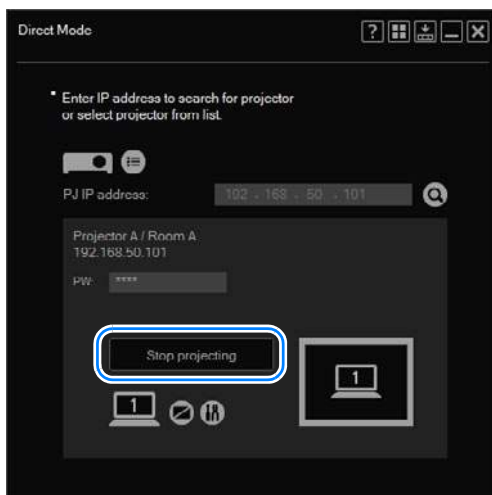 Direct Mode
?
Enter IP address to search for projector
or select projector from list.
PJ IP address: 192 . 168 . 50 . 101
Projector A / Room A
192.168.50.101
PW: ****
Stop projecting
1
1